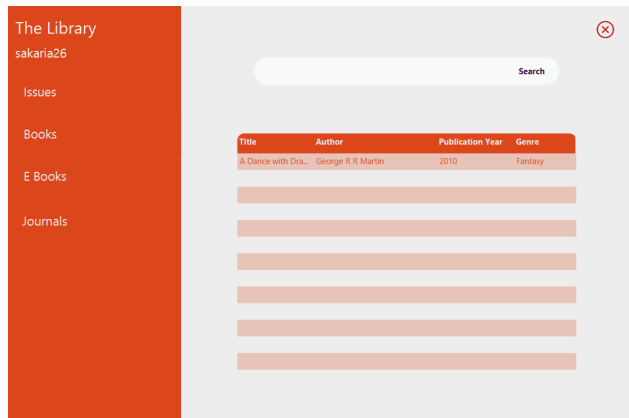 The Library
sakaria26
Issues
Books
E Books
Journals
Search
Title Author Publication Year Genre
A Dance with Dra... George R R Martin 2010 Fantasy